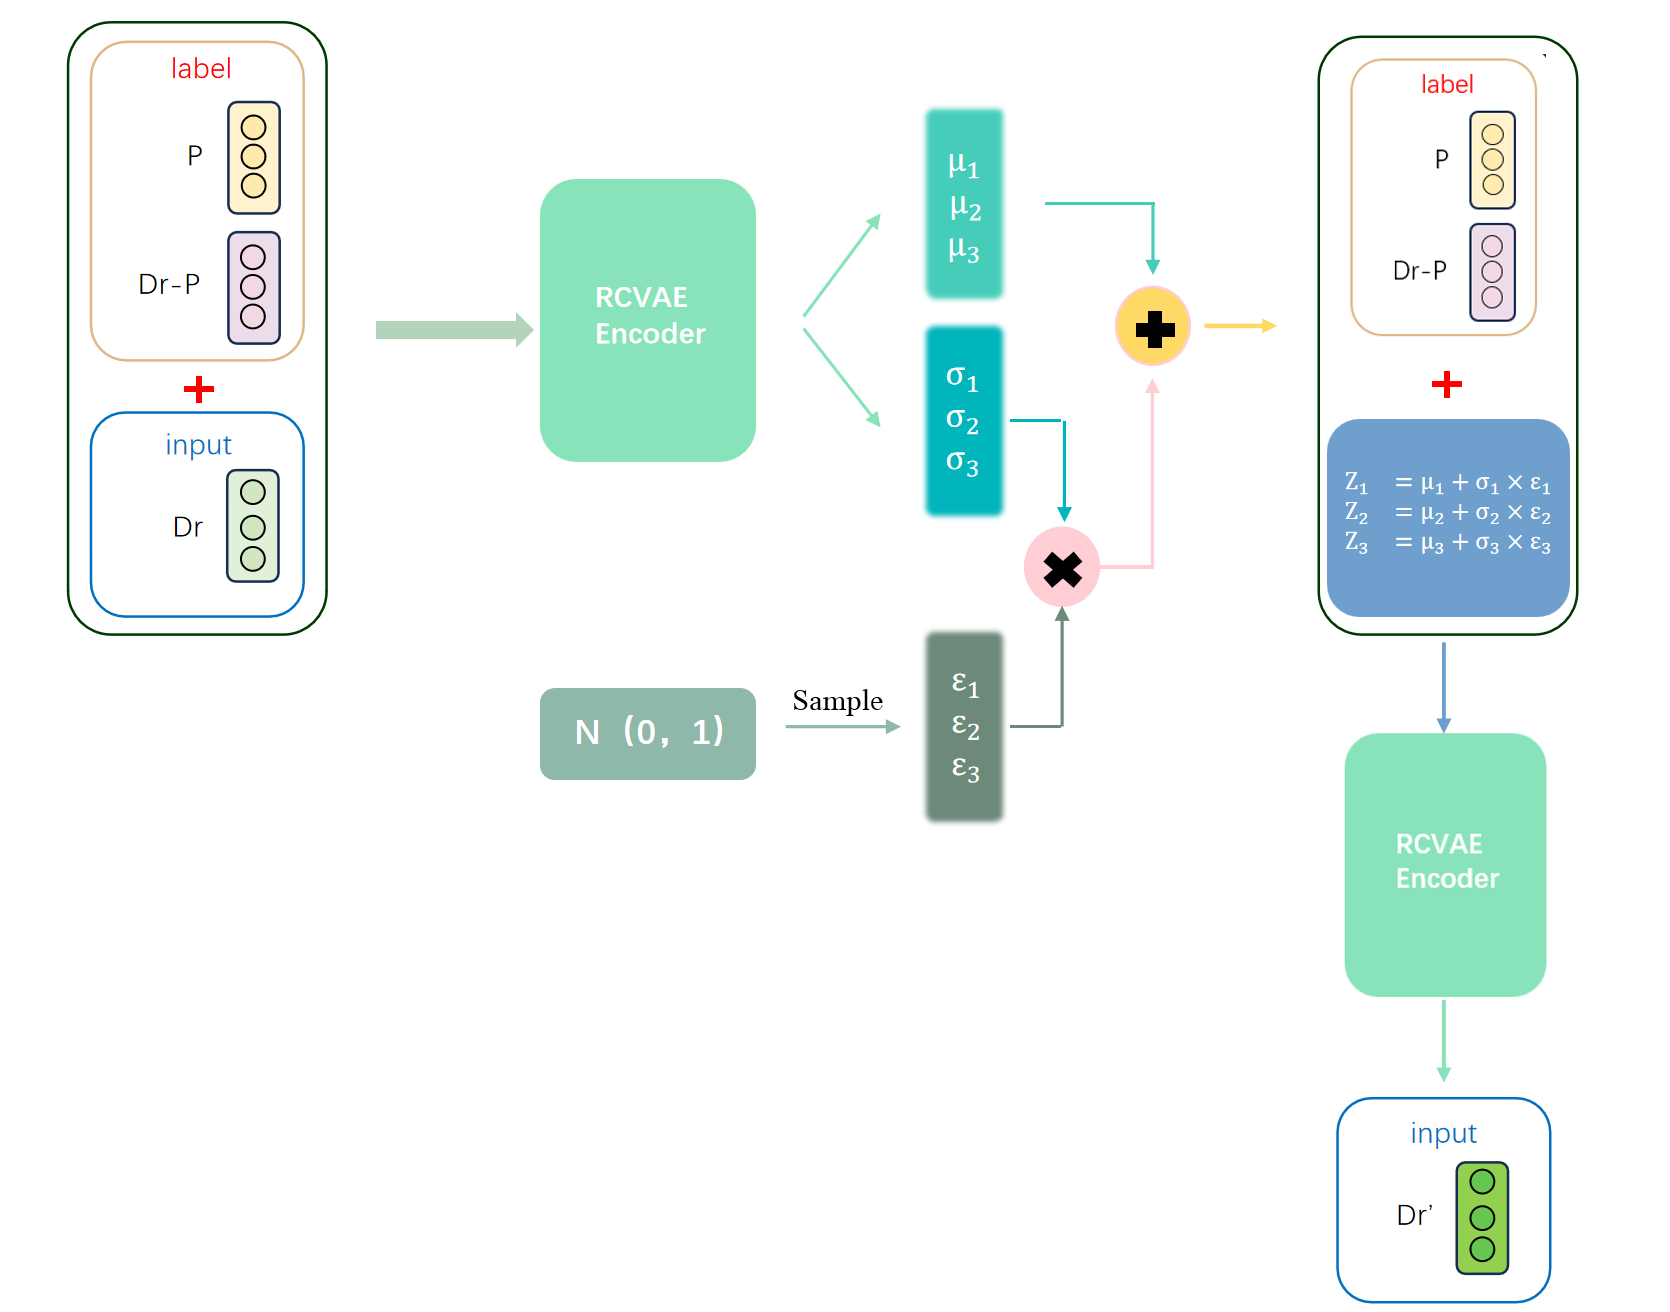 label
P
Dr-P
+
input
Dr
RCVAE
Encoder
μ₁
μ₂
μ₃
σ₁
σ₂
σ₃
N (0, 1)
Sample
ε₁
ε₂
ε₃
label
P
Dr-P
+
Z₁ = μ₁ + σ₁ × ε₁
Z₂ = μ₂ + σ₂ × ε₂
Z₃ = μ₃ + σ₃ × ε₃
RCVAE
Encoder
input
Dr’